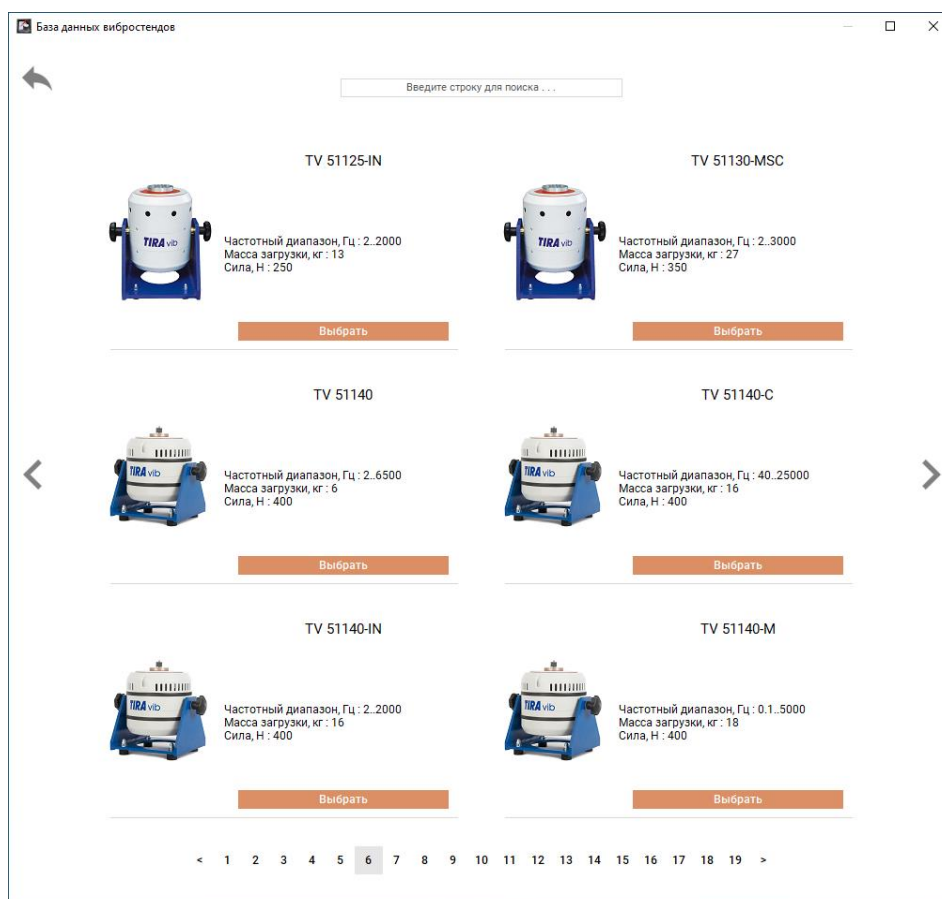 База данных вибростендов
Введите строку для поиска . . .
TV 51125-IN
TIRA vib
Частотный диапазон, Гц : 2..2000
Масса загрузки, кг : 13
Сила, Н : 250
Выбрать
TV 51130-MSC
TIRA vib
Частотный диапазон, Гц : 2..3000
Масса загрузки, кг : 27
Сила, Н : 350
Выбрать
TV 51140
TIRA vib
Частотный диапазон, Гц : 2..6500
Масса загрузки, кг : 6
Сила, Н : 400
Выбрать
TV 51140-C
TIRA vib
Частотный диапазон, Гц : 40..25000
Масса загрузки, кг : 16
Сила, Н : 400
Выбрать
TV 51140-IN
TIRA vib
Частотный диапазон, Гц : 2..2000
Масса загрузки, кг : 16
Сила, Н : 400
Выбрать
TV 51140-M
TIRA vib
Частотный диапазон, Гц : 0.1..5000
Масса загрузки, кг : 18
Сила, Н : 400
Выбрать
< 1 2 3 4 5 6 7 8 9 10 11 12 13 14 15 16 17 18 19 >